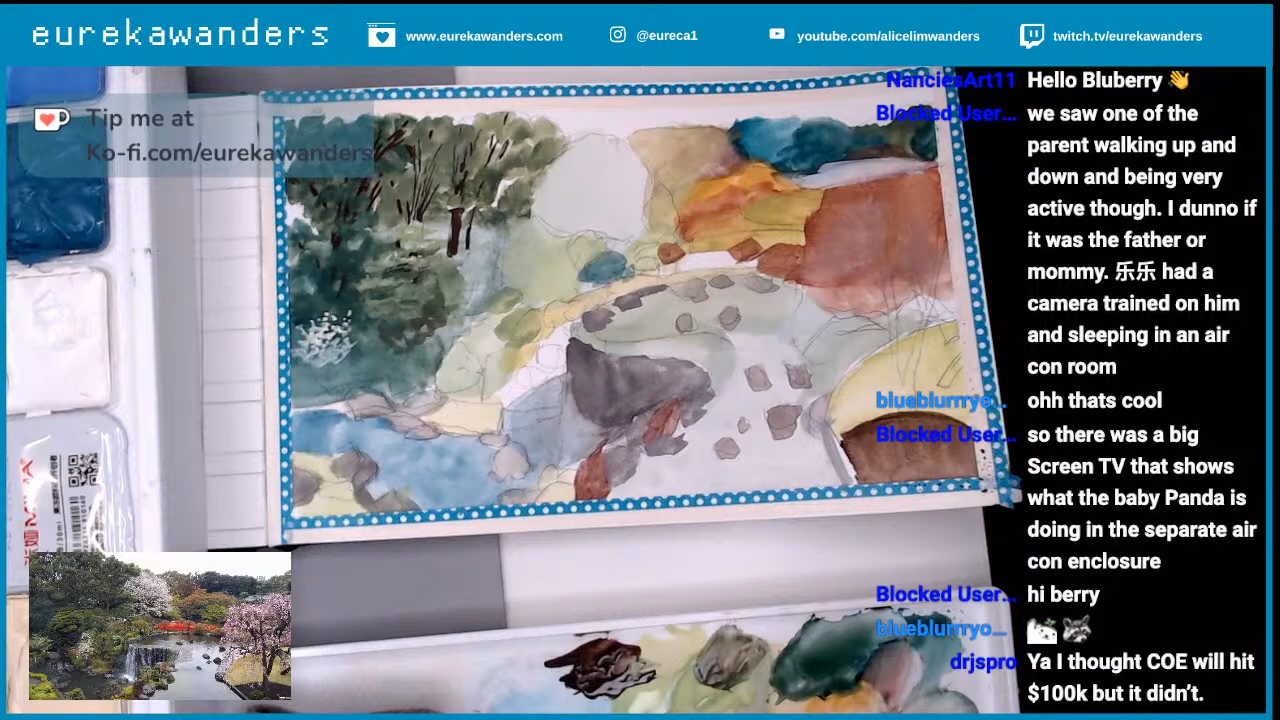 eurekawanders
www.eurekawanders.com
@eureca1
youtube.com/alicelimwanders
twitch.tv/eurekawanders
Tip me at
Ko-fi.com/eurekawanders
NanciesArt11 Hello Bluberry 👋
Blocked User... we saw one of the
parent walking up and
down and being very
active though. I dunno if
it was the father or
mommy. 乐乐 had a
camera trained on him
and sleeping in an air
con room
blueblurrryo... ohh thats cool
Blocked User... so there was a big
Screen TV that shows
what the baby Panda is
doing in the separate air
con enclosure
Blocked User... hi berry
blueblurrryo...
drjspro Ya I thought COE will hit
$100k but it didn't.